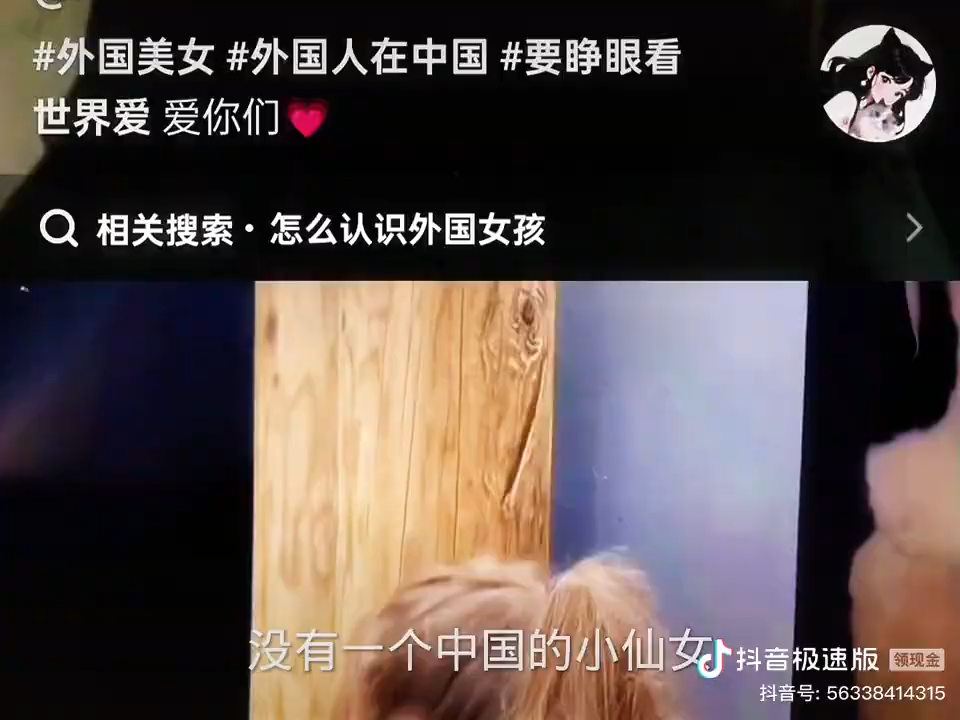 #外国美女 #外国人在中国 #要睁眼看
世界爱 爱你们
相关搜索· 怎么认识外国女孩
没有一个中国的小仙女
抖音极速版 领现金
抖音号: 56338414315